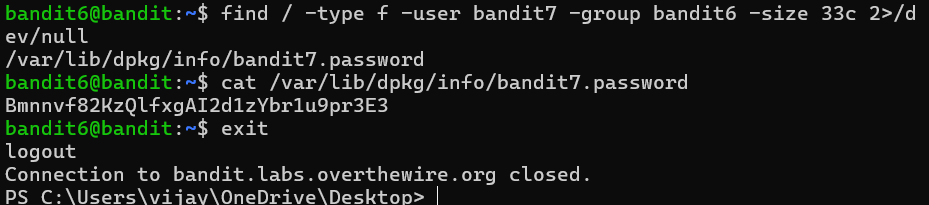 bandit6@bandit:~$ find / -type f -user bandit7 -group bandit6 -size 33c 2>/d
ev/null
/var/lib/dpkg/info/bandit7.password
bandit6@bandit:~$ cat /var/lib/dpkg/info/bandit7.password
Bmnnvf82KzQlfxgAI2d1zYbr1u9pr3E3
bandit6@bandit:~$ exit
logout
Connection to bandit.labs.overthewire.org closed.
PS C:\Users\vijay\OneDrive\Desktop>